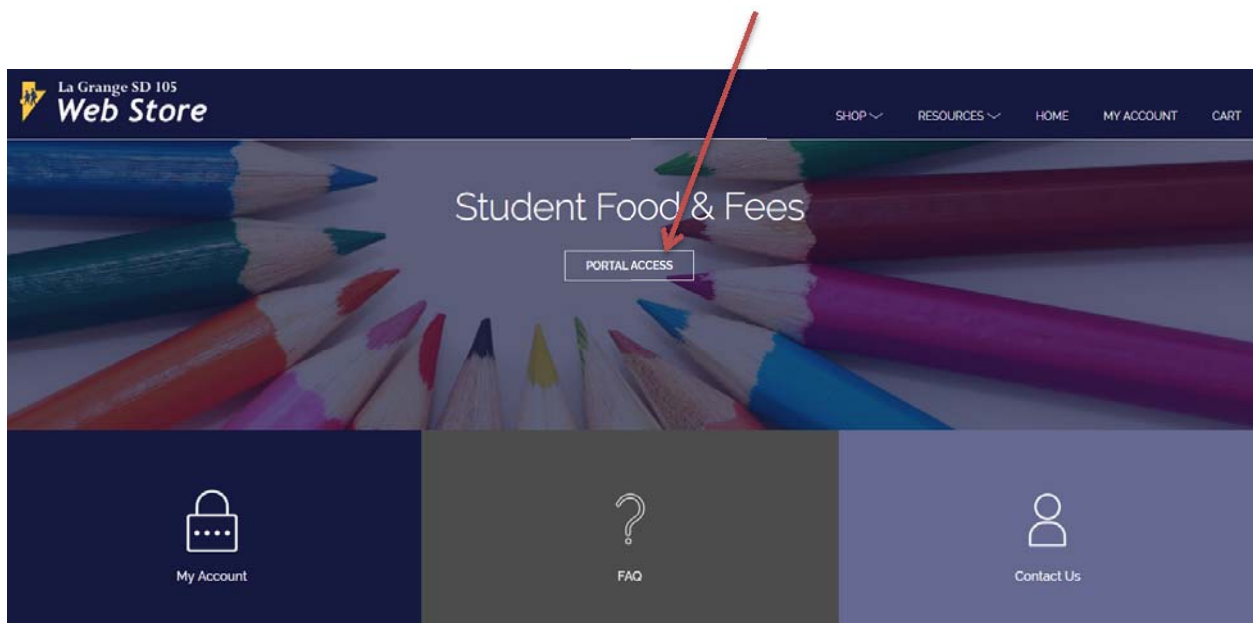 La Grange SD 105
Web Store
SHOP RESOURCES HOME MY ACCOUNT CART
Student Food & Fees
PORTAL ACCESS
My Account
FAQ
Contact Us